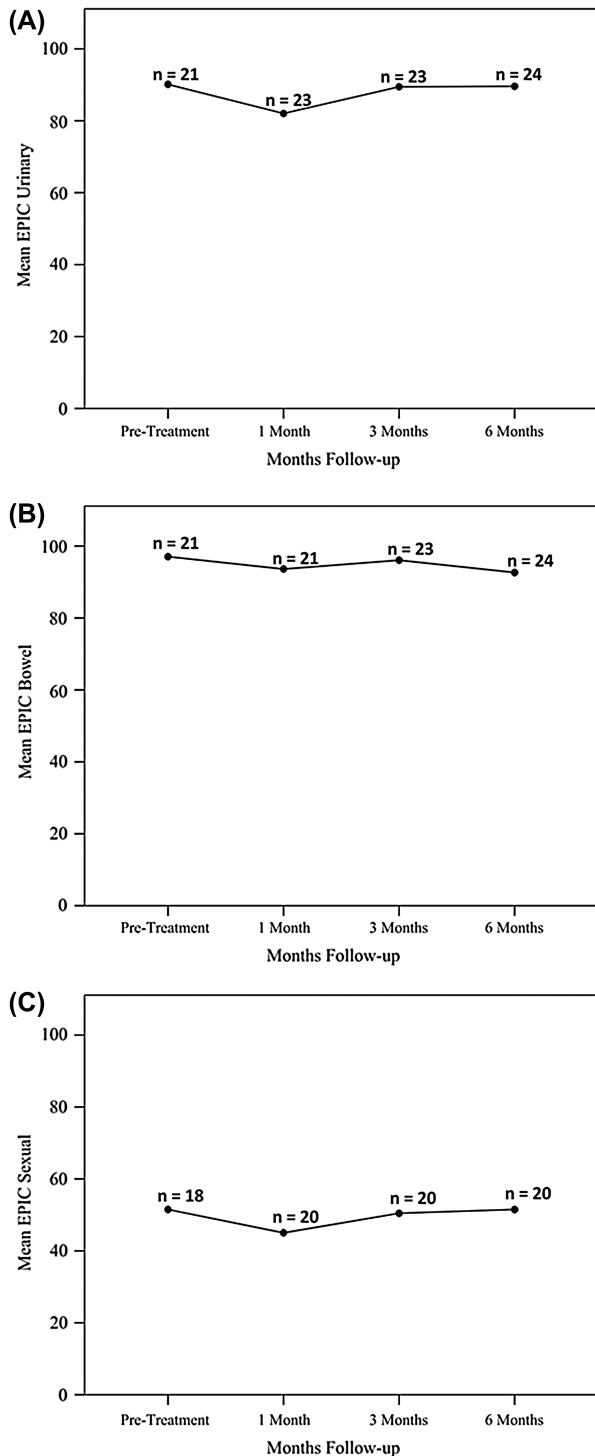 (A)
100
80
60
40
20
0
Mean EPIC Urinary
n = 21
n = 23
n = 23
n = 24
Pre-Treatment 1 Month 3 Months 6 Months
Months Follow-up
(B)
100
80
60
40
20
0
Mean EPIC Bowel
n = 21
n = 21
n = 23
n = 24
Pre-Treatment 1 Month 3 Months 6 Months
Months Follow-up
(C)
100
80
60
40
20
0
Mean EPIC Sexual
n = 18
n = 20
n = 20
n = 20
Pre-Treatment 1 Month 3 Months 6 Months
Months Follow-up